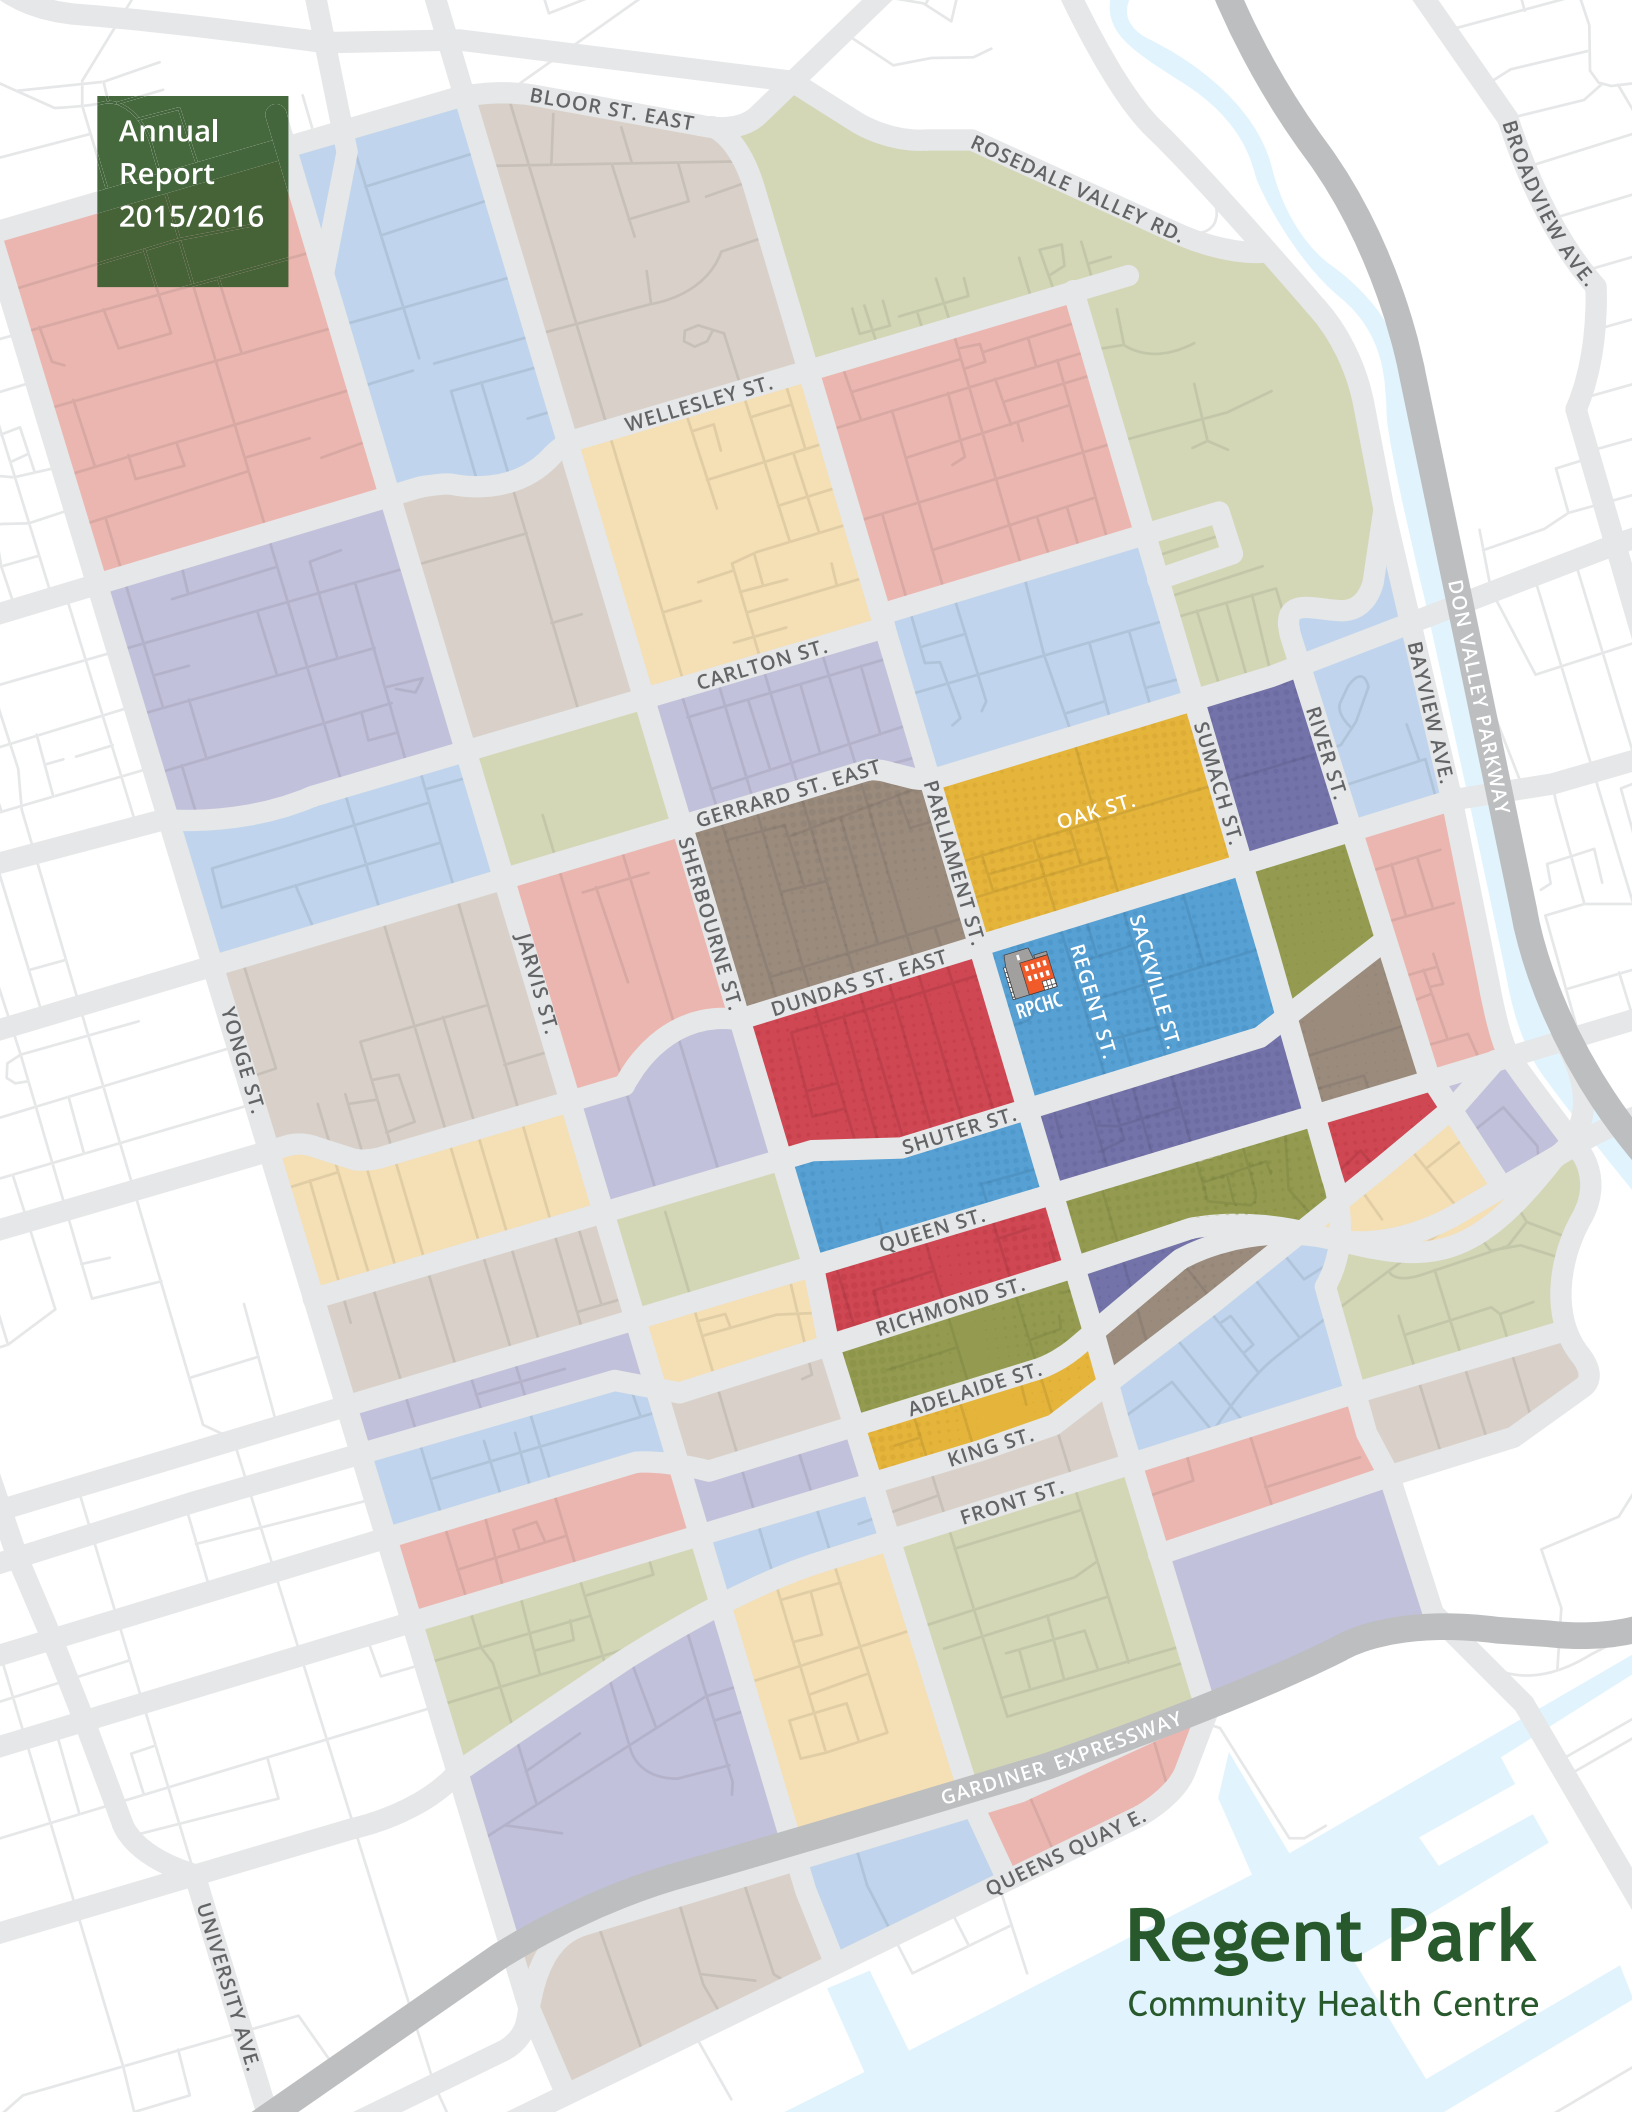 Annual
Report
2015/2016
BLOOR ST. EAST
ROSEDALE VALLEY RD.
BROADVIEW AVE.
WELLESLEY ST.
CARLTON ST.
DON VALLEY PARKWAY
BAYVIEW AVE.
RIVER ST.
SUMACH ST.
GERRARD ST. EAST
OAK ST.
PARLIAMENT ST.
SHERBOURNE ST.
JARVIS ST.
YONGE ST.
DUNDAS ST. EAST
RPCHC
REGENT ST.
SACKVILLE ST.
SHUTER ST.
QUEEN ST.
RICHMOND ST.
ADELAIDE ST.
KING ST.
FRONT ST.
GARDINER EXPRESSWAY
QUEENS QUAY E.
UNIVERSITY AVE.
Regent Park
Community Health Centre